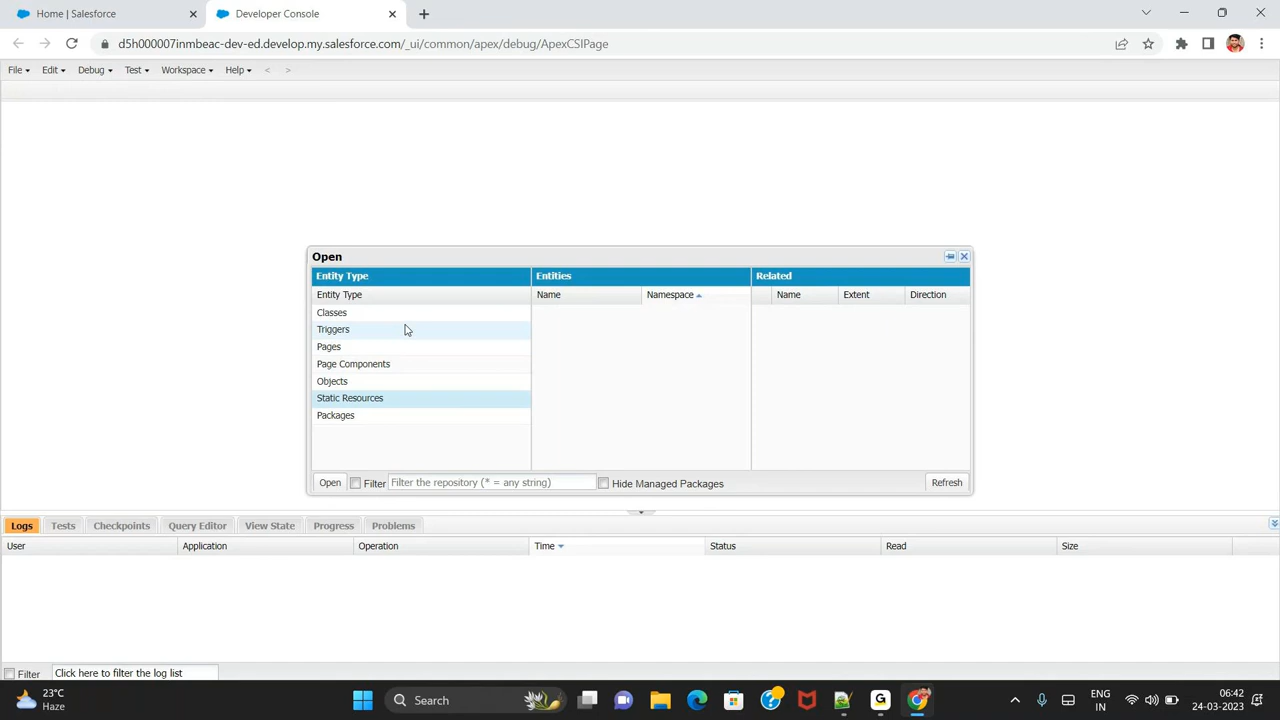 Home | Salesforce
Developer Console
d5h000007inmbeac-dev-ed.develop.my.salesforce.com/_ui/common/apex/debug/ApexCSIPage
File Edit Debug Test Workspace Help < >
Open
Entity Type Entities Related
Entity Type Name Namespace Name Extent Direction
Classes
Triggers
Pages
Page Components
Objects
Static Resources
Packages
Open Filter Filter the repository (* = any string) Hide Managed Packages Refresh
Logs Tests Checkpoints Query Editor View State Progress Problems
User Application Operation Time Status Read Size
Filter Click here to filter the log list
23°C
Haze
Search
ENG
IN
06:42
24-03-2023